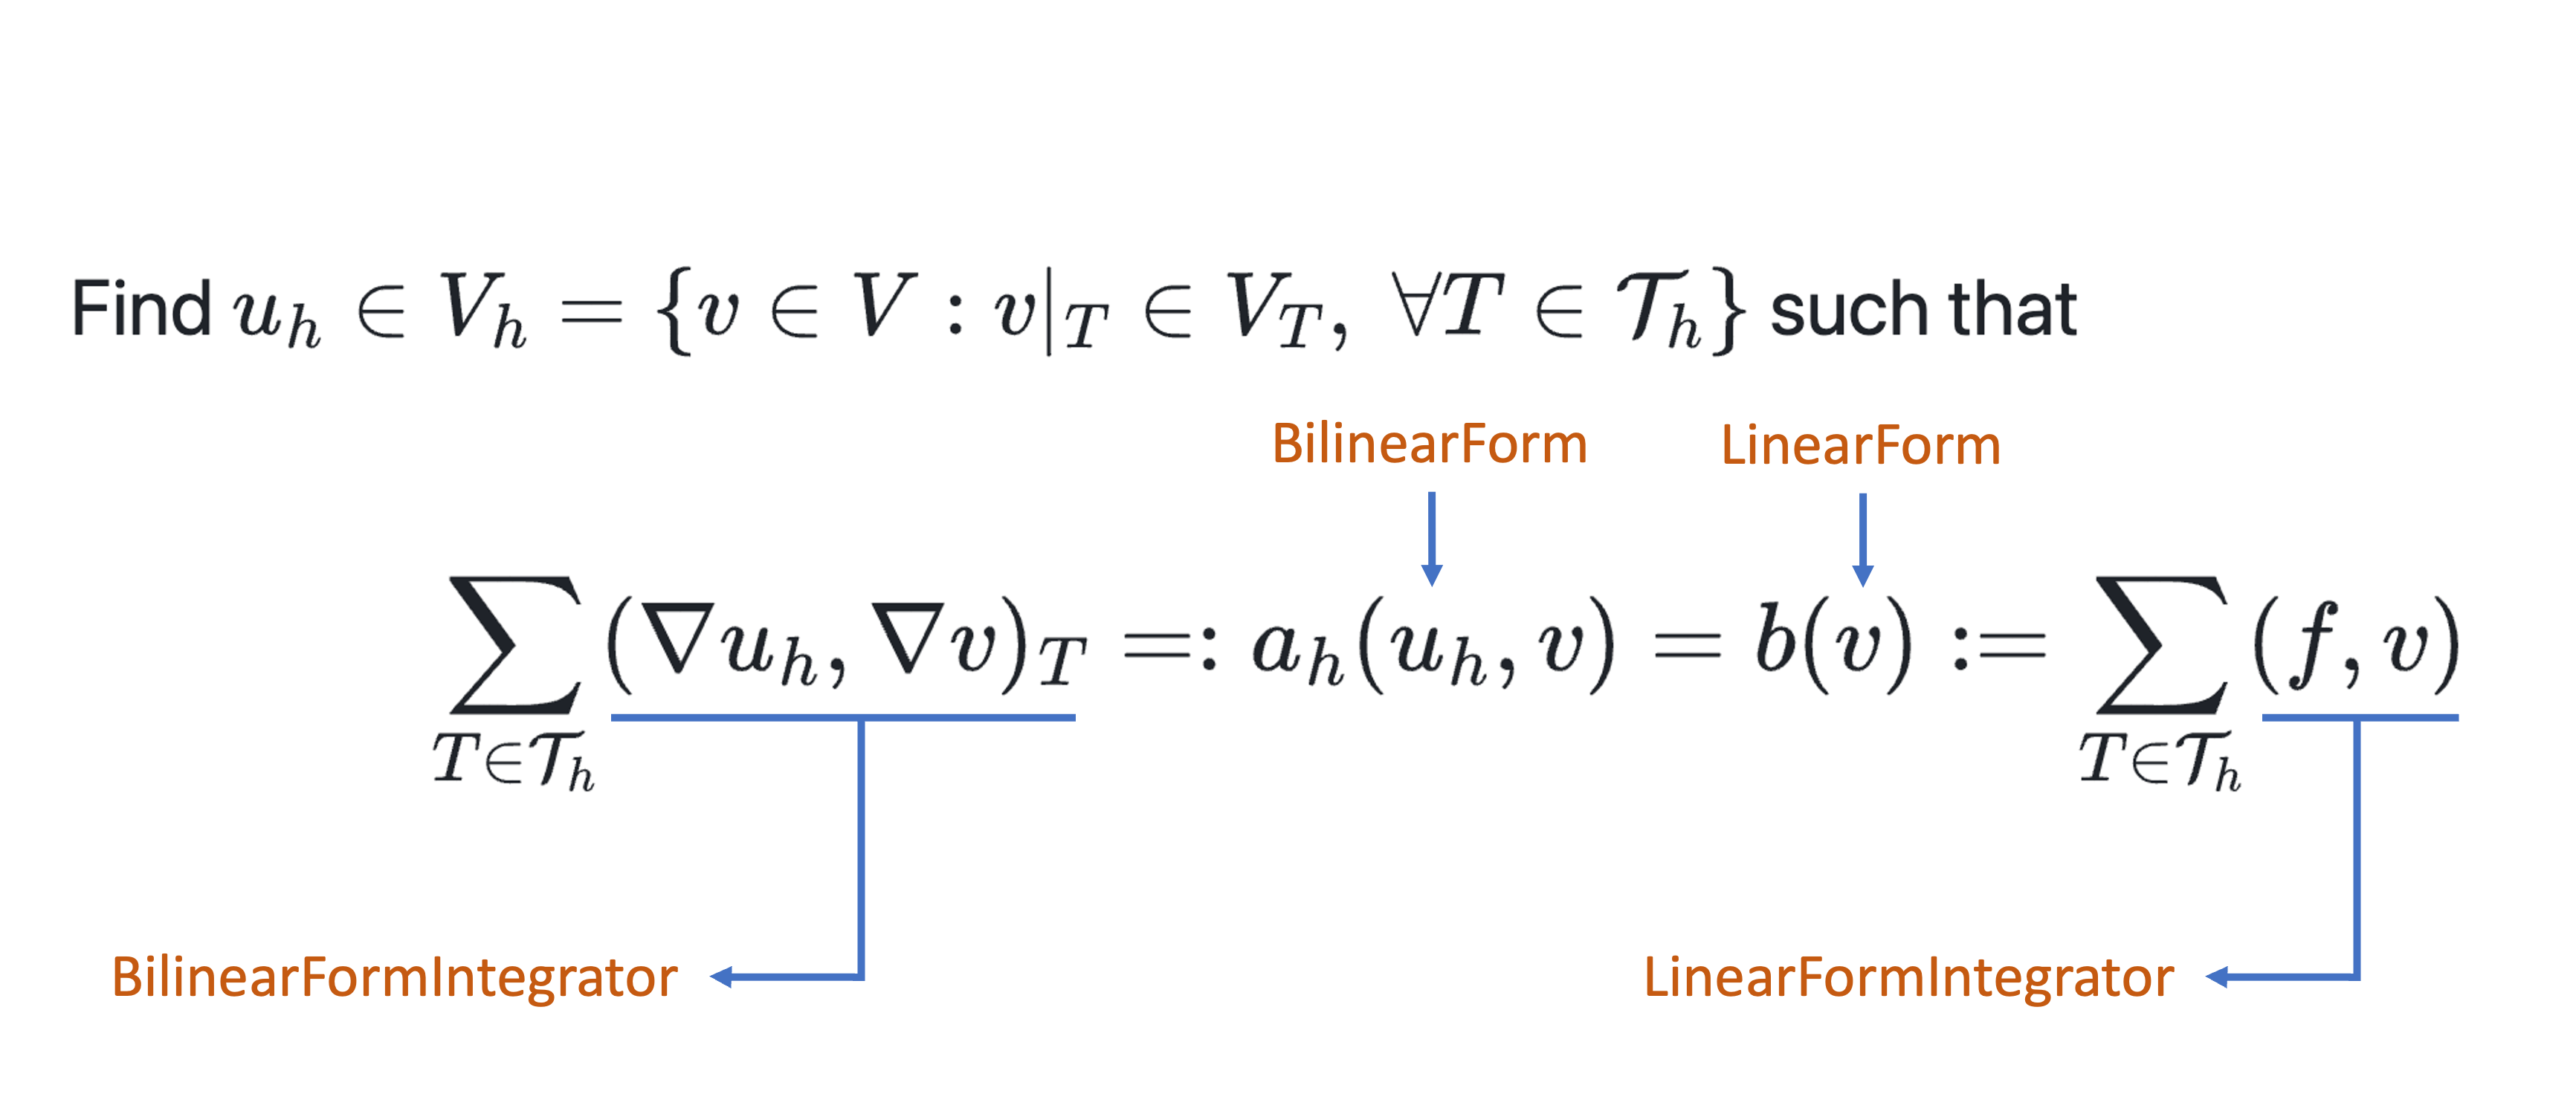 Find $u_h \in V_h = \{v \in V : v|_T \in V_T, \ \forall T \in \mathcal{T}_h\}$ such that
BilinearForm LinearForm
$\sum_{T \in \mathcal{T}_h} (\nabla u_h, \nabla v)_T =: a_h(u_h, v) = b(v) := \sum_{T \in \mathcal{T}_h} (f, v)$
BilinearFormIntegrator LinearFormIntegrator